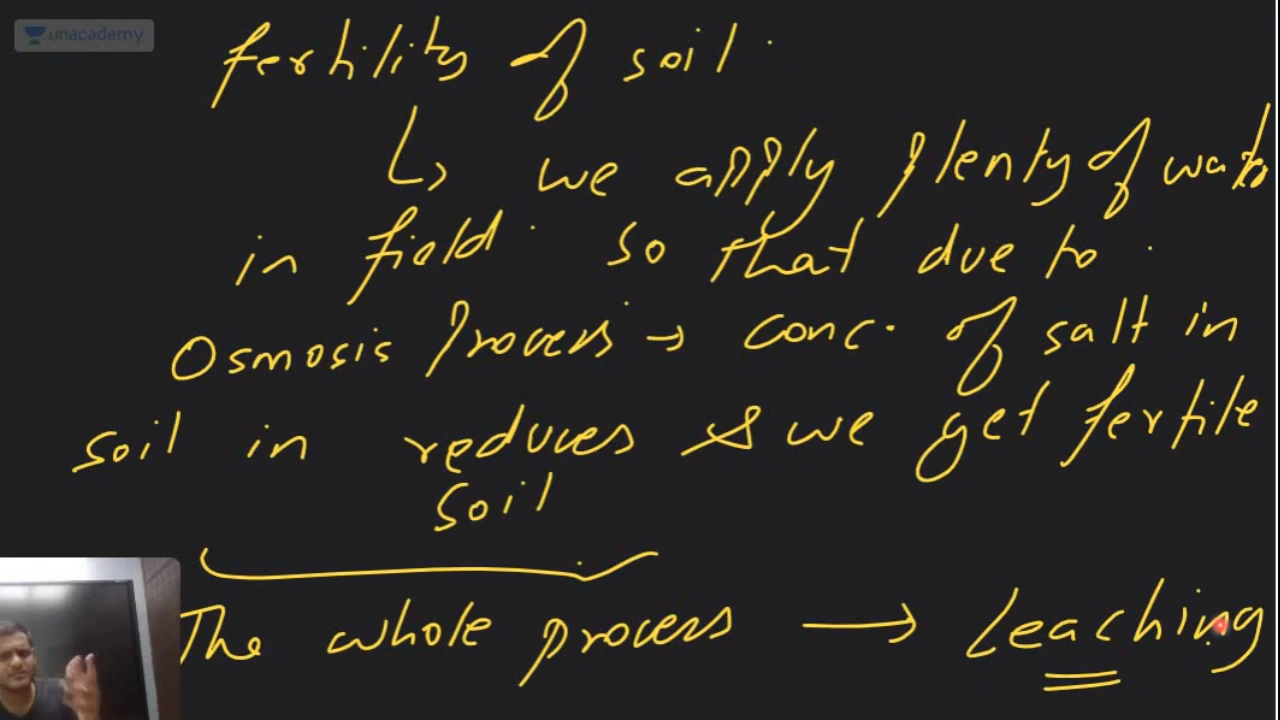 unacademy
fertility of soil
↳ we apply plenty of water
in field so that due to
Osmosis process → conc. of salt in
soil in reduces & we get fertile
soil
The whole process → Leaching